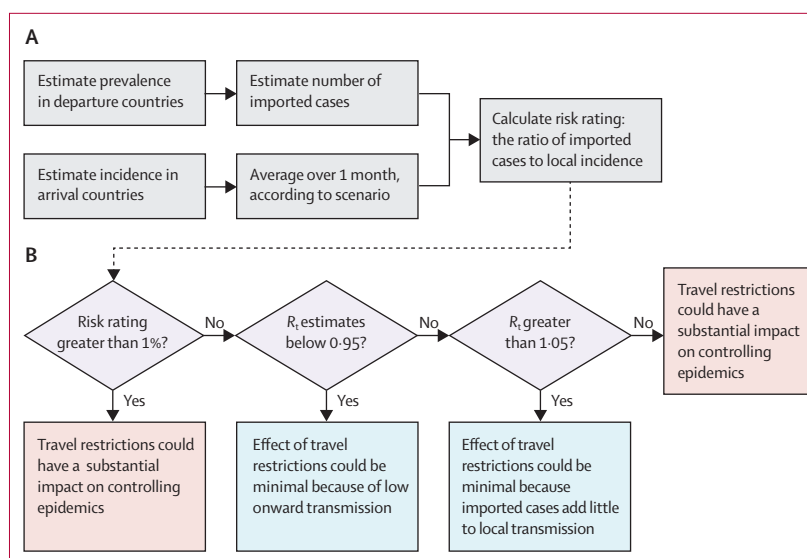 A
Estimate prevalence
in departure countries
Estimate number of
imported cases
Estimate incidence in
arrival countries
Average over 1 month,
according to scenario
Calculate risk rating:
the ratio of imported
cases to local incidence
B
Risk rating
greater than 1%?
No
Rt estimates
below 0·95?
No
Rt greater
than 1·05?
No
Travel restrictions
could have a
substantial impact
on controlling
epidemics
Yes
Yes
Yes
Travel restrictions could
have a substantial
impact on controlling
epidemics
Effect of travel
restrictions could be
minimal because of low
onward transmission
Effect of travel
restrictions could be
minimal because
imported cases add little
to local transmission